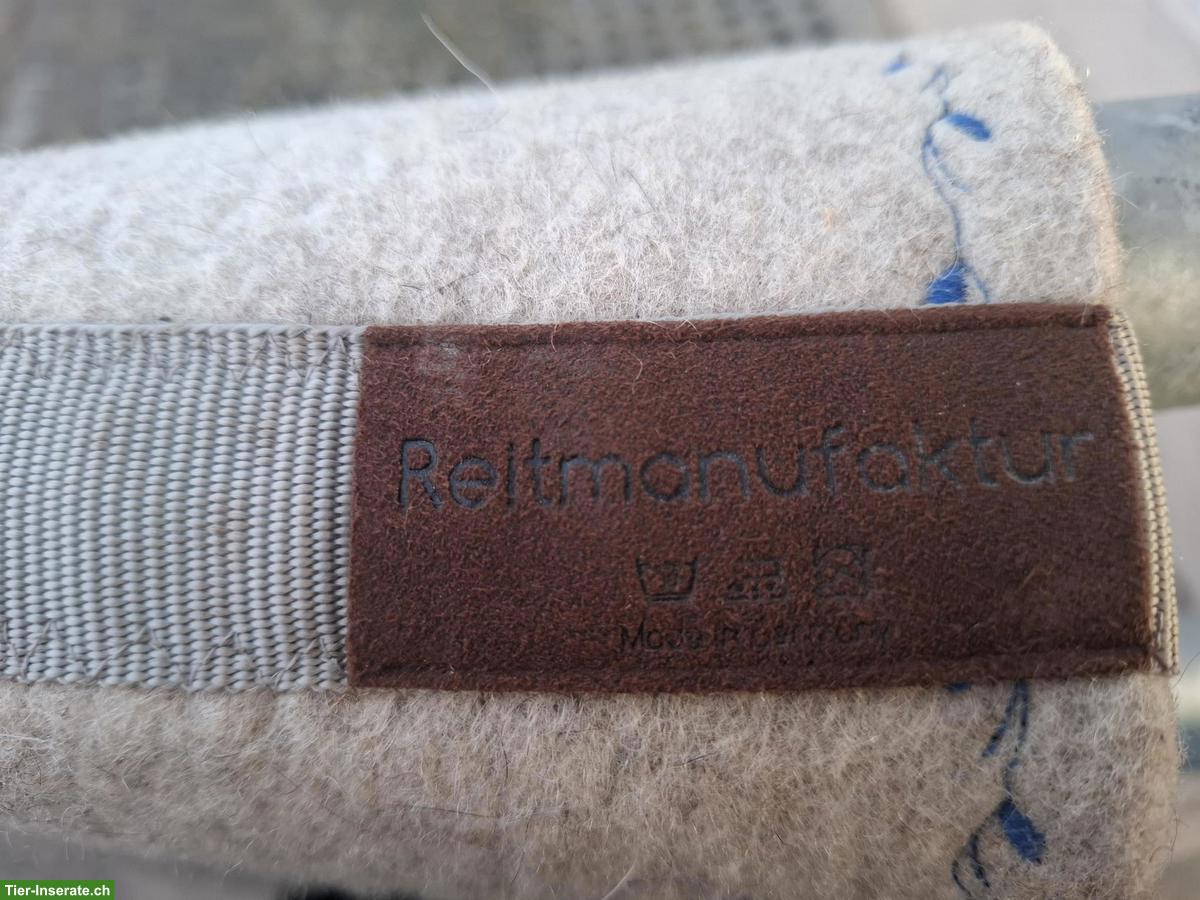 Reitmanufaktur
Made in Germany
Tier-Inserate.ch